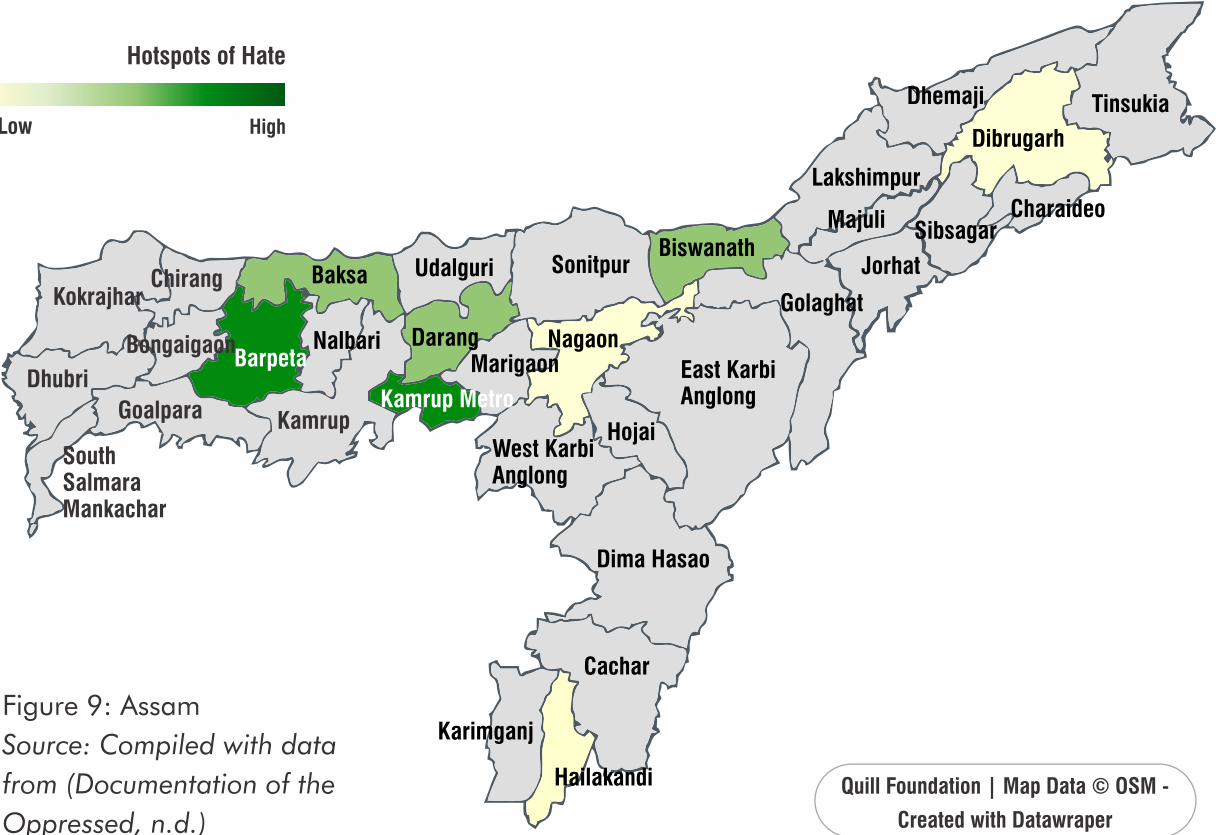 Hotspots of Hate
Low
High
Dhemaji
Tinsukia
Dibrugarh
Lakshimpur
Majuli
Charaideo
Sibsagar
Biswanath
Jorhat
Sonitpur
Udalguri
Baksa
Chirang
Kokrajhar
Golaghat
Darang
Nagaon
Nalbari
Bongaigaon
Barpeta
Marigaon
East Karbi
Anglong
Dhubri
Kamrup Metro
Goalpara
Kamrup
Hojai
West Karbi
Anglong
South
Salmara
Mankachar
Dima Hasao
Cachar
Karimganj
Hailakandi
Figure 9: Assam
Source: Compiled with data
from (Documentation of the
Oppressed, n.d.)
Quill Foundation | Map Data © OSM -
Created with Datawraper